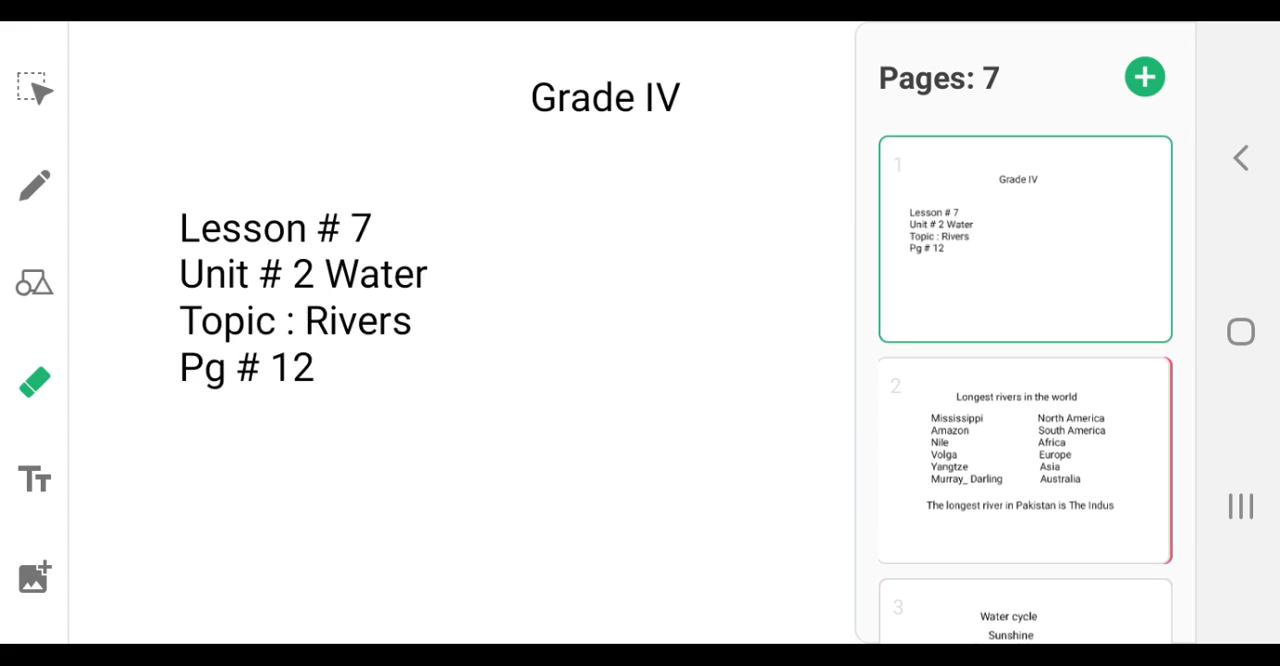 Grade IV
Lesson # 7
Unit # 2 Water
Topic : Rivers
Pg # 12
Pages: 7
1
Grade IV
Lesson # 7
Unit # 2 Water
Topic : Rivers
Pg # 12
2
Longest rivers in the world
Mississippi North America
Amazon South America
Nile Africa
Volga Europe
Yangtze Asia
Murray_ Darling Australia
The longest river in Pakistan is The Indus
3
Water cycle
Sunshine
TT